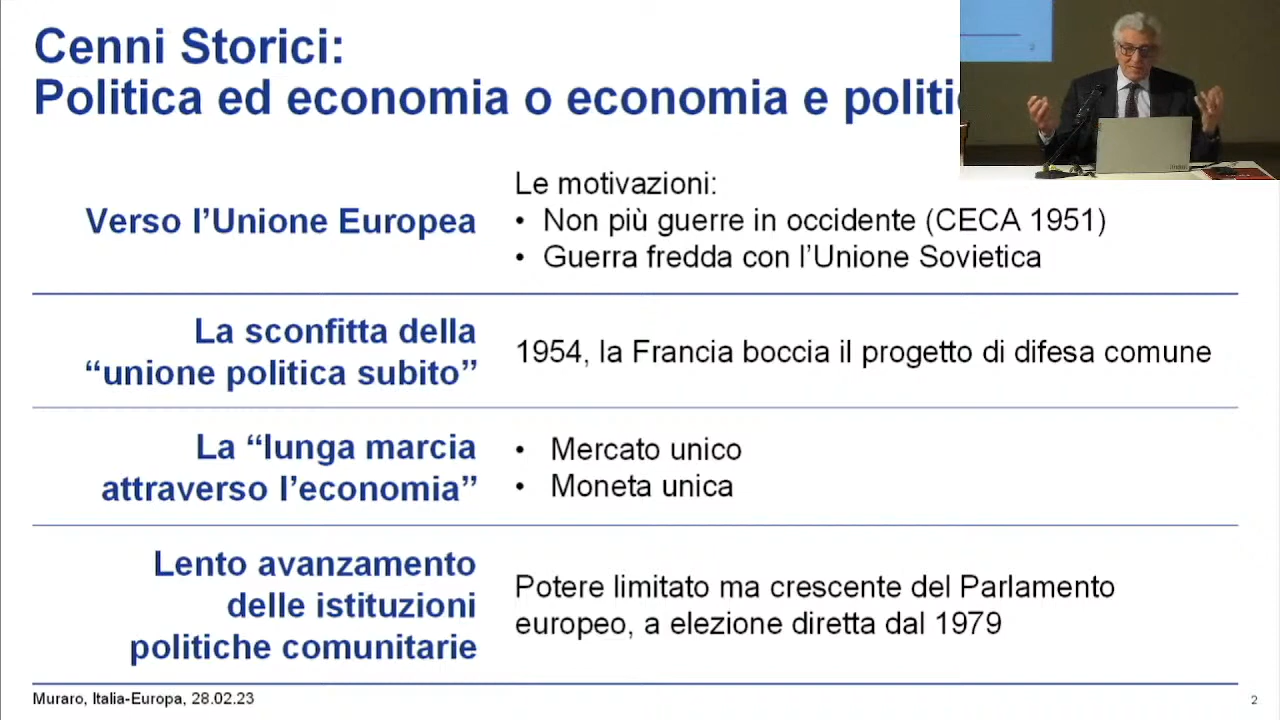 Cenni Storici:
Politica ed economia o economia e politi
Verso l’Unione Europea
Le motivazioni:
• Non più guerre in occidente (CECA 1951)
• Guerra fredda con l’Unione Sovietica
La sconfitta della
“unione politica subito”
1954, la Francia boccia il progetto di difesa comune
La “lunga marcia
attraverso l’economia”
• Mercato unico
• Moneta unica
Lento avanzamento
delle istituzioni
politiche comunitarie
Potere limitato ma crescente del Parlamento
europeo, a elezione diretta dal 1979
Muraro, Italia-Europa, 28.02.23
2